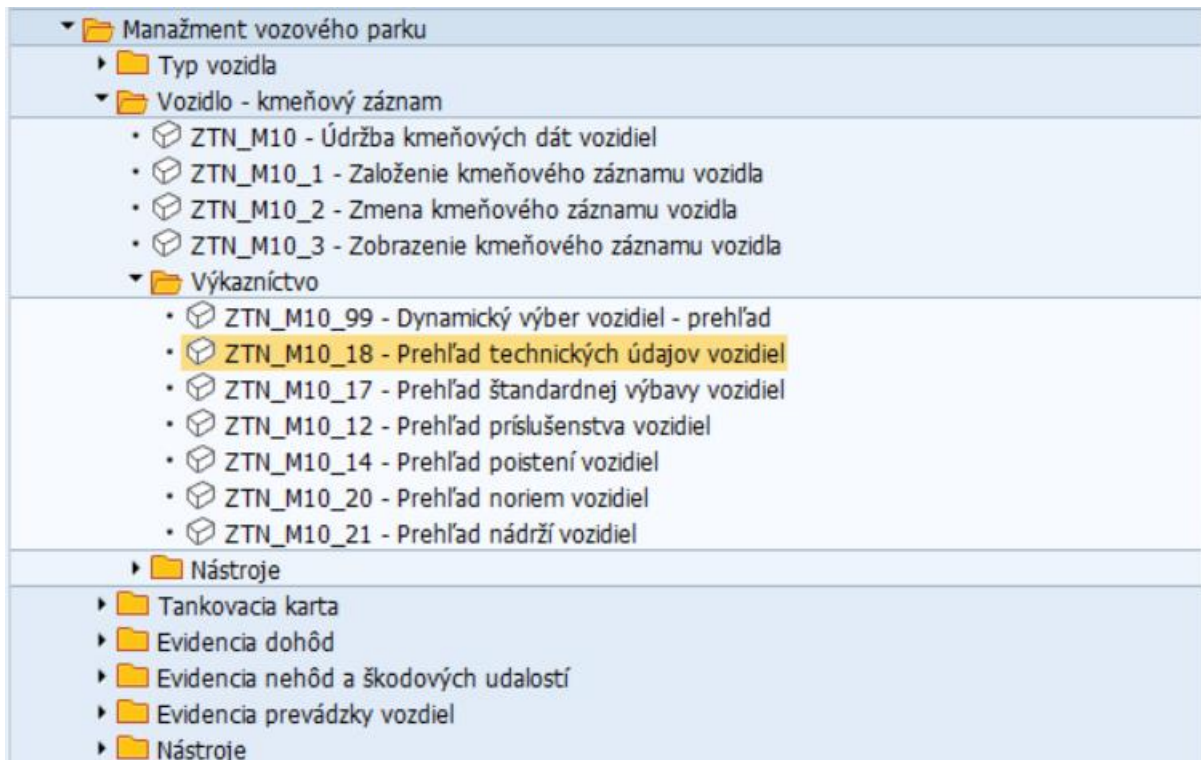 Manažment vozového parku
Typ vozidla
Vozidlo - kmeňový záznam
ZTN_M10 - Údržba kmeňových dát vozidiel
ZTN_M10_1 - Založenie kmeňového záznamu vozidla
ZTN_M10_2 - Zmena kmeňového záznamu vozidla
ZTN_M10_3 - Zobrazenie kmeňového záznamu vozidla
Výkazníctvo
ZTN_M10_99 - Dynamický výber vozidiel - prehľad
ZTN_M10_18 - Prehľad technických údajov vozidiel
ZTN_M10_17 - Prehľad štandardnej výbavy vozidiel
ZTN_M10_12 - Prehľad príslušenstva vozidiel
ZTN_M10_14 - Prehľad poistení vozidiel
ZTN_M10_20 - Prehľad noriem vozidiel
ZTN_M10_21 - Prehľad nádrží vozidiel
Nástroje
Tankovacia karta
Evidencia dohôd
Evidencia nehôd a škodových udalostí
Evidencia prevádzky vozdiel
Nástroje